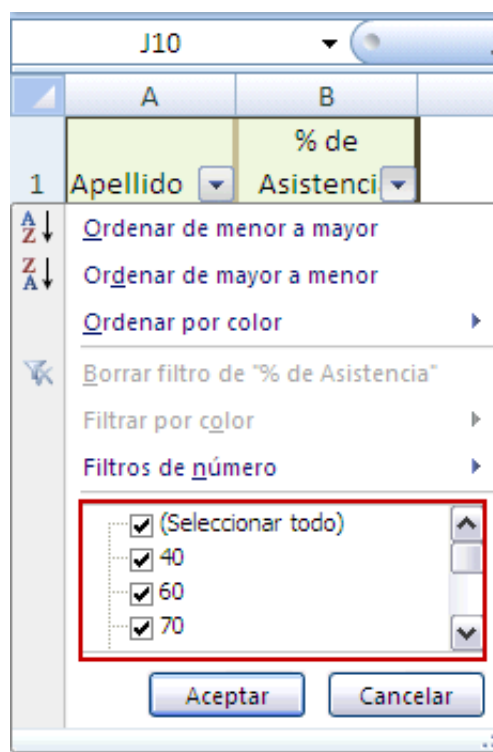 J10
A B
% de
1 Apellido Asistenci
Ordenar de menor a mayor
Ordenar de mayor a menor
Ordenar por color
Borrar filtro de "% de Asistencia"
Filtrar por color
Filtros de número
(Seleccionar todo)
40
60
70
Aceptar Cancelar